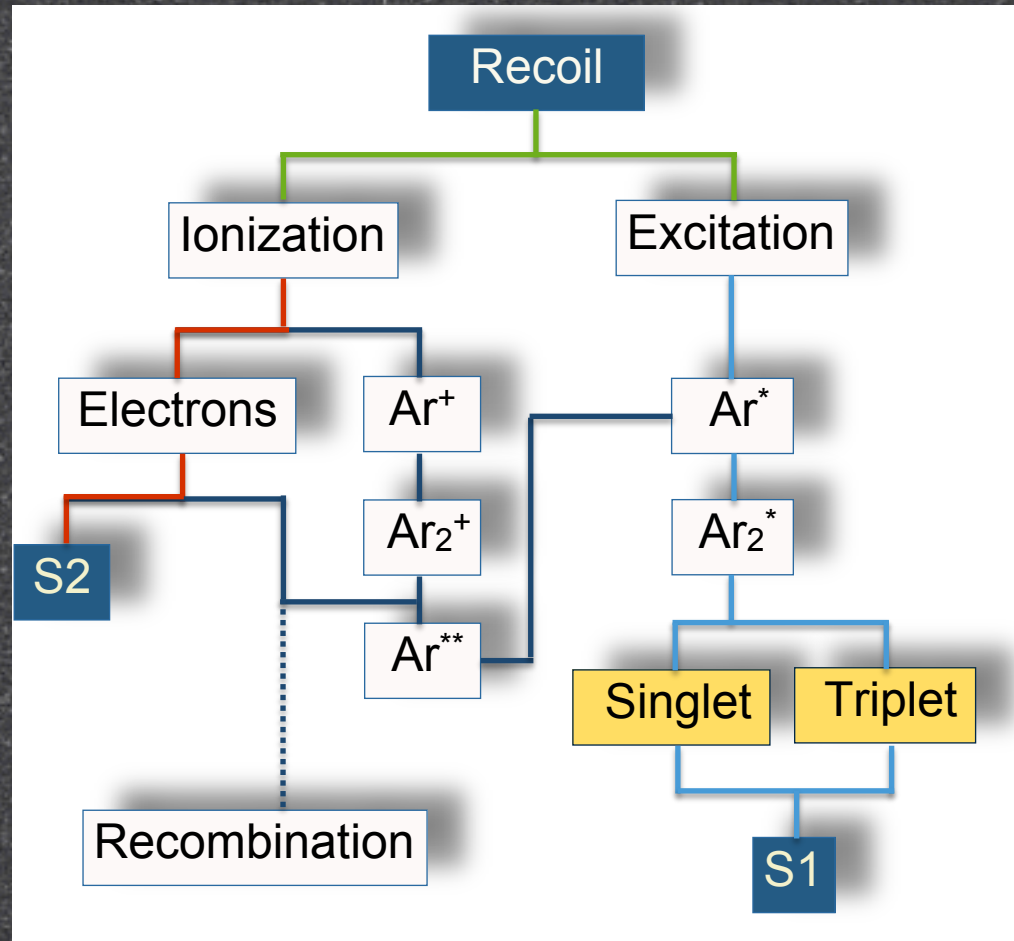 Recoil
Ionization
Excitation
Electrons
Ar⁺
Ar*
Ar₂⁺
Ar₂*
S2
Ar**
Singlet
Triplet
Recombination
S1